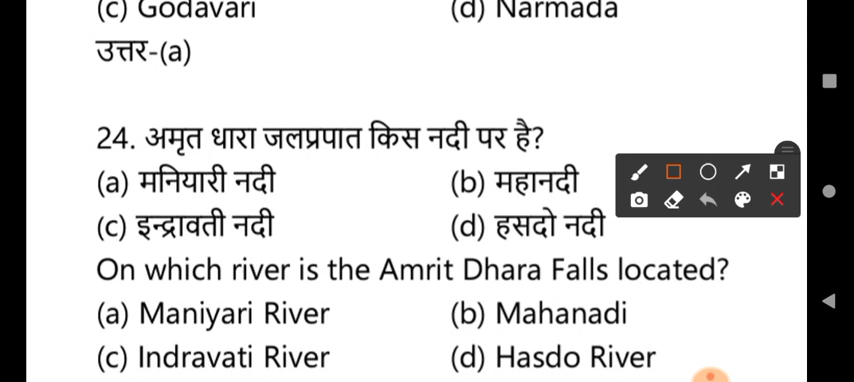 (c) Godavari (d) Narmada
उत्तर-(a)
24. अमृत धारा जलप्रपात किस नदी पर है?
(a) मनियारी नदी (b) महानदी
(c) इन्द्रावती नदी (d) हसदो नदी
On which river is the Amrit Dhara Falls located?
(a) Maniyari River (b) Mahanadi
(c) Indravati River (d) Hasdo River